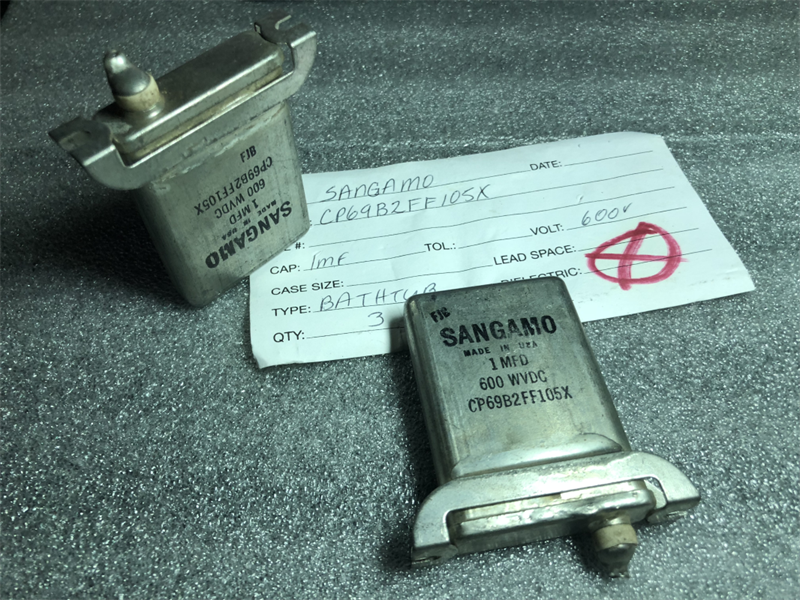 FJB
CP69B2FF105X
600 WVDC
1 MFD
MADE IN USA
SANGAMO
SANGAMO DATE:
CP69B2FF105X
#:
CAP: 1mF TOL.: VOLT: 600v
CASE SIZE: LEAD SPACE:
TYPE: BATHTUB
QTY: 3
FJB
SANGAMO
MADE IN USA
1 MFD
600 WVDC
CP69B2FF105X